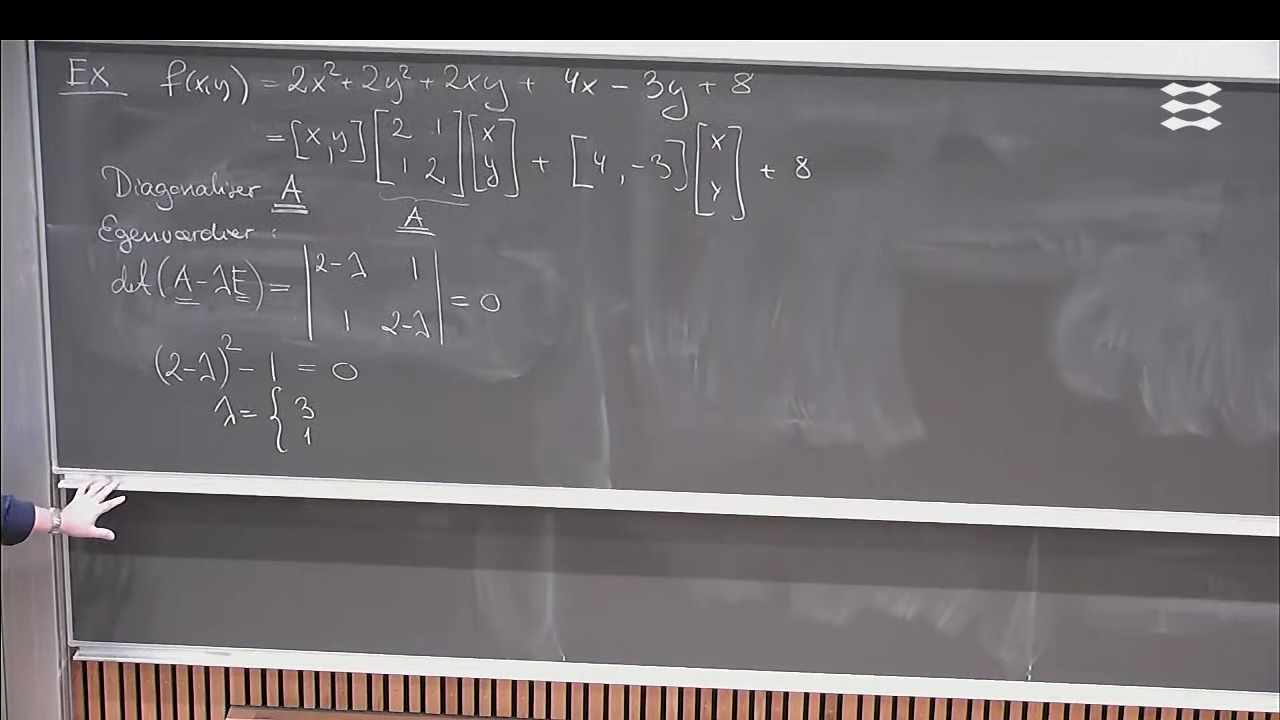 Ex f(x,y) = 2x² + 2y² + 2xy + 4x - 3y + 8
= [x,y] [2 1; 1 2] [x; y] + [4, -3] [x; y] + 8
Diagonaliser A
A
Egenværdier :
det(A - λE) = |2-λ 1; 1 2-λ| = 0
(2-λ)² - 1 = 0
λ = { 3
1